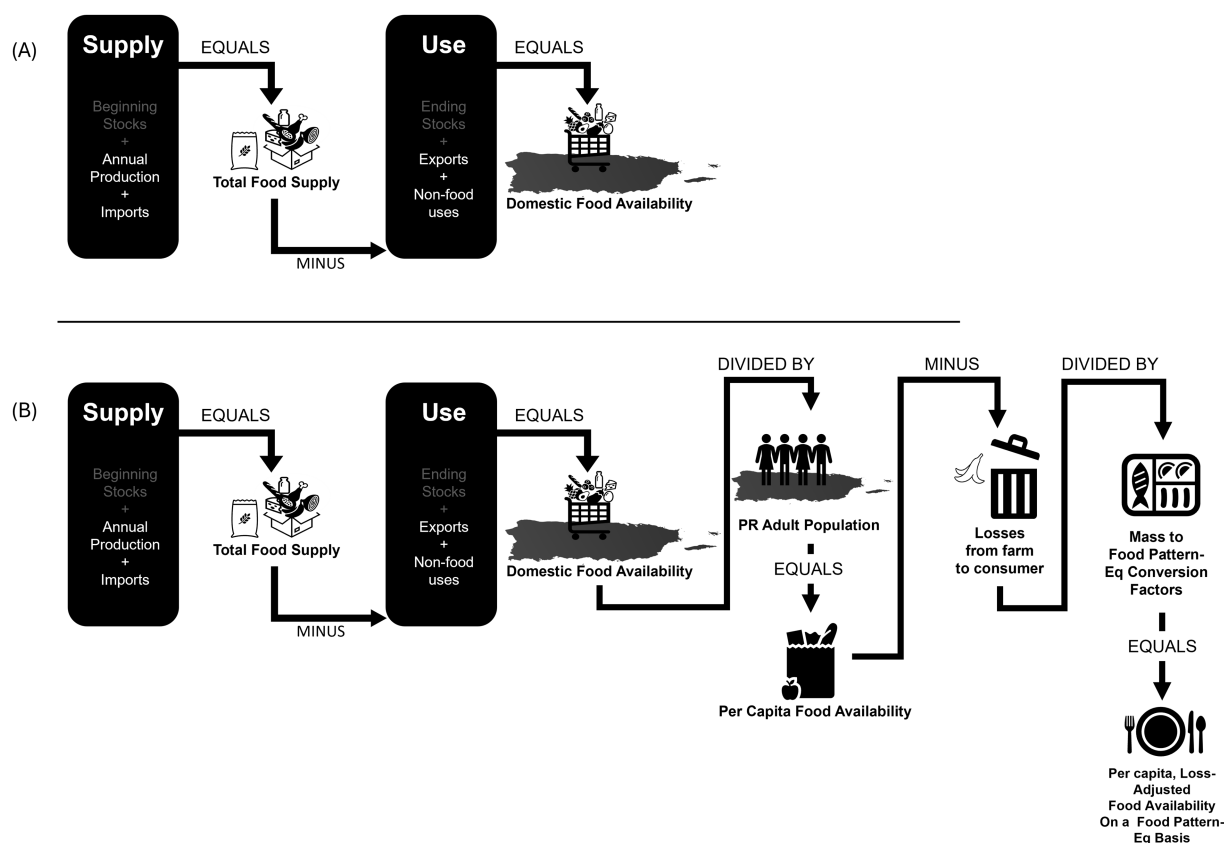 (A)
Supply
Beginning
Stocks
+
Annual
Production
+
Imports
EQUALS
Total Food Supply
MINUS
Use
Ending
Stocks
+
Exports
+
Non-food
uses
EQUALS
Domestic Food Availability
(B)
Supply
Beginning
Stocks
+
Annual
Production
+
Imports
EQUALS
Total Food Supply
MINUS
Use
Ending
Stocks
+
Exports
+
Non-food
uses
EQUALS
Domestic Food Availability
DIVIDED BY
PR Adult Population
EQUALS
Per Capita Food Availability
MINUS
Losses
from farm
to consumer
DIVIDED BY
Mass to
Food Pattern-
Eq Conversion
Factors
EQUALS
Per capita, Loss-
Adjusted
Food Availability
On a Food Pattern-
Eq Basis